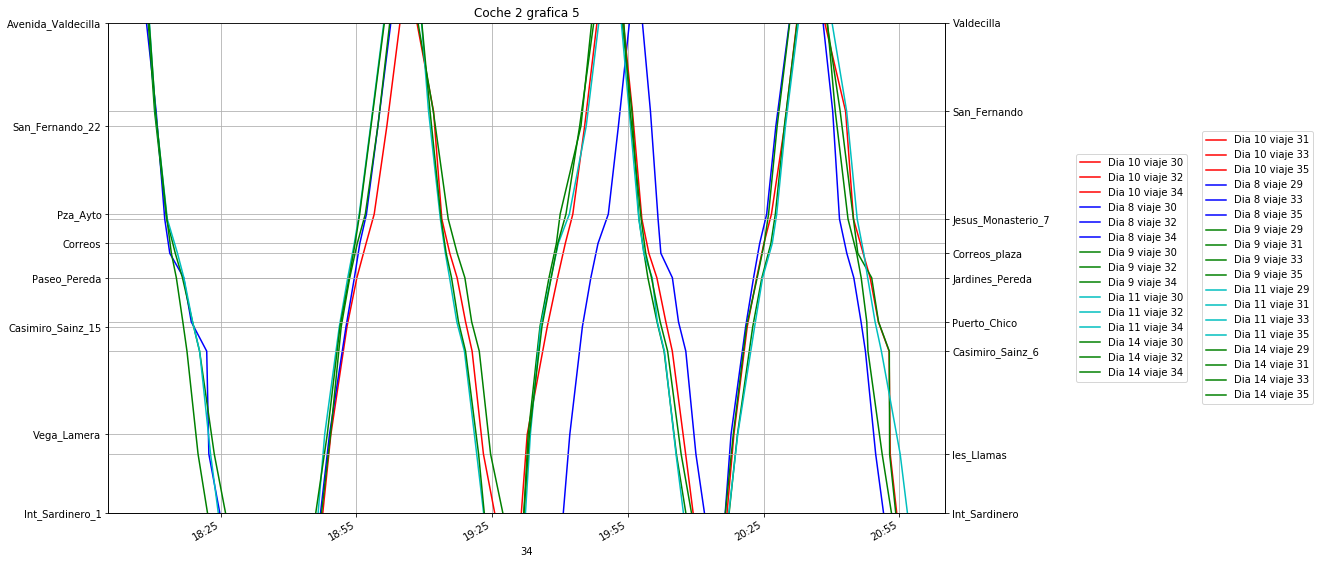 Coche 2 grafica 5
Avenida_Valdecilla
San_Fernando_22
Pza_Ayto
Correos
Paseo_Pereda
Casimiro_Sainz_15
Vega_Lamera
Int_Sardinero_1
Valdecilla
San_Fernando
Jesus_Monasterio_7
Correos_plaza
Jardines_Pereda
Puerto_Chico
Casimiro_Sainz_6
Ies_Llamas
Int_Sardinero
18:25
18:55
19:25
19:55
20:25
20:55
34
Dia 10 viaje 30
Dia 10 viaje 32
Dia 10 viaje 34
Dia 8 viaje 30
Dia 8 viaje 32
Dia 8 viaje 34
Dia 9 viaje 30
Dia 9 viaje 32
Dia 9 viaje 34
Dia 11 viaje 30
Dia 11 viaje 32
Dia 11 viaje 34
Dia 14 viaje 30
Dia 14 viaje 32
Dia 14 viaje 34
Dia 10 viaje 31
Dia 10 viaje 33
Dia 10 viaje 35
Dia 8 viaje 29
Dia 8 viaje 33
Dia 8 viaje 35
Dia 9 viaje 29
Dia 9 viaje 31
Dia 9 viaje 33
Dia 9 viaje 35
Dia 11 viaje 29
Dia 11 viaje 31
Dia 11 viaje 33
Dia 11 viaje 35
Dia 14 viaje 29
Dia 14 viaje 31
Dia 14 viaje 33
Dia 14 viaje 35